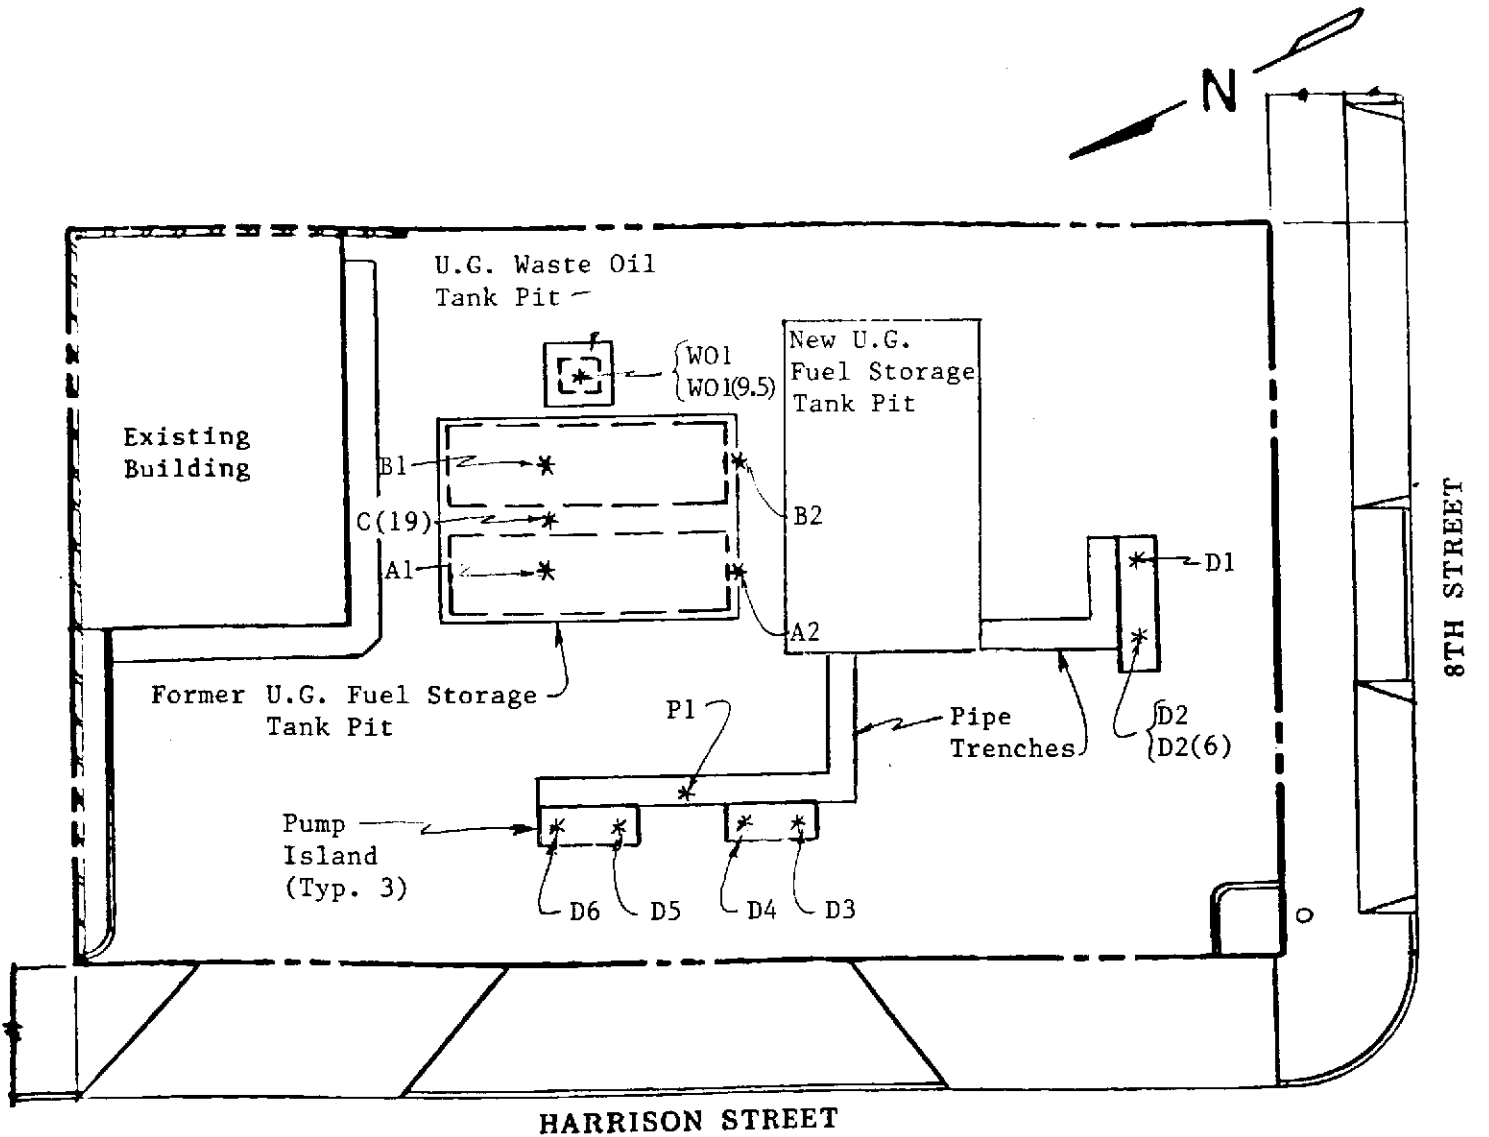 N
U.G. Waste Oil
Tank Pit
WO1
WO1(9.5)
New U.G.
Fuel Storage
Tank Pit
Existing
Building
B1
C(19)
A1
B2
A2
D1
D2
D2(6)
8TH STREET
Former U.G. Fuel Storage
Tank Pit
P1
Pipe
Trenches
Pump
Island
(Typ. 3)
D6
D5
D4
D3
HARRISON STREET